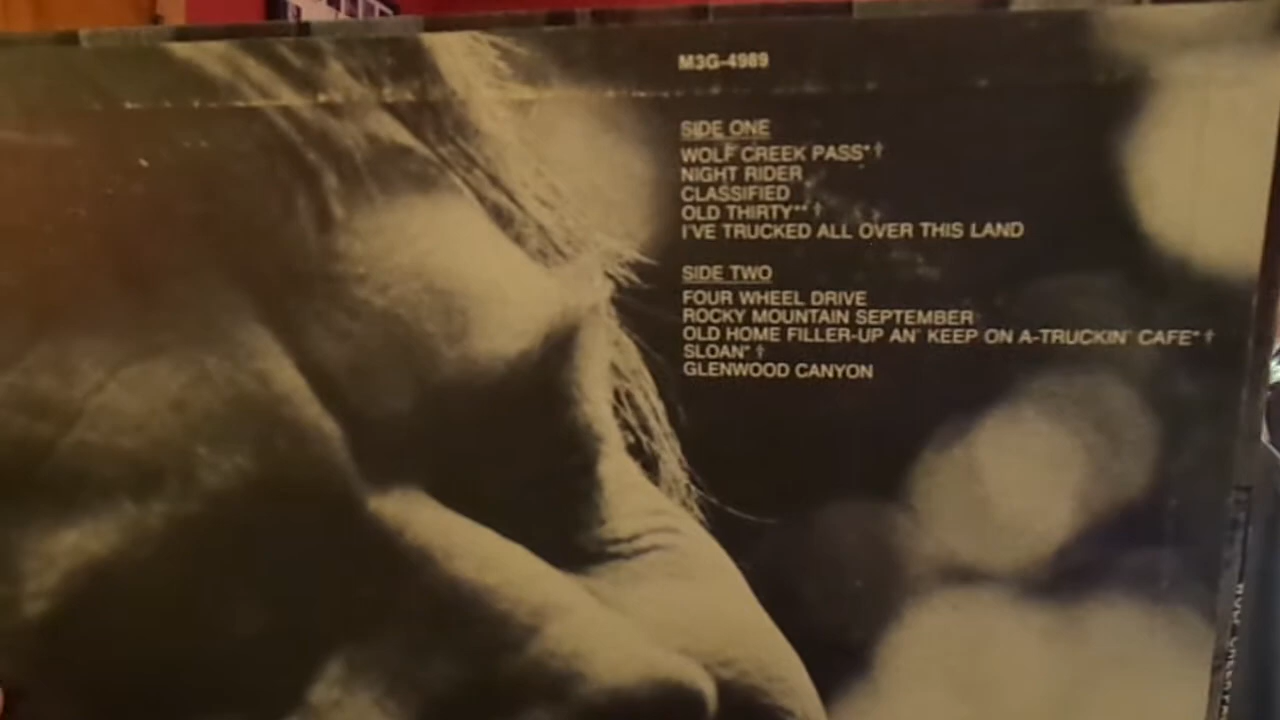 M3G-4989
SIDE ONE
WOLF CREEK PASS* †
NIGHT RIDER
CLASSIFIED
OLD THIRTY** †
I'VE TRUCKED ALL OVER THIS LAND
SIDE TWO
FOUR WHEEL DRIVE
ROCKY MOUNTAIN SEPTEMBER
OLD HOME FILLER-UP AN' KEEP ON A-TRUCKIN' CAFE* †
SLOAN* †
GLENWOOD CANYON